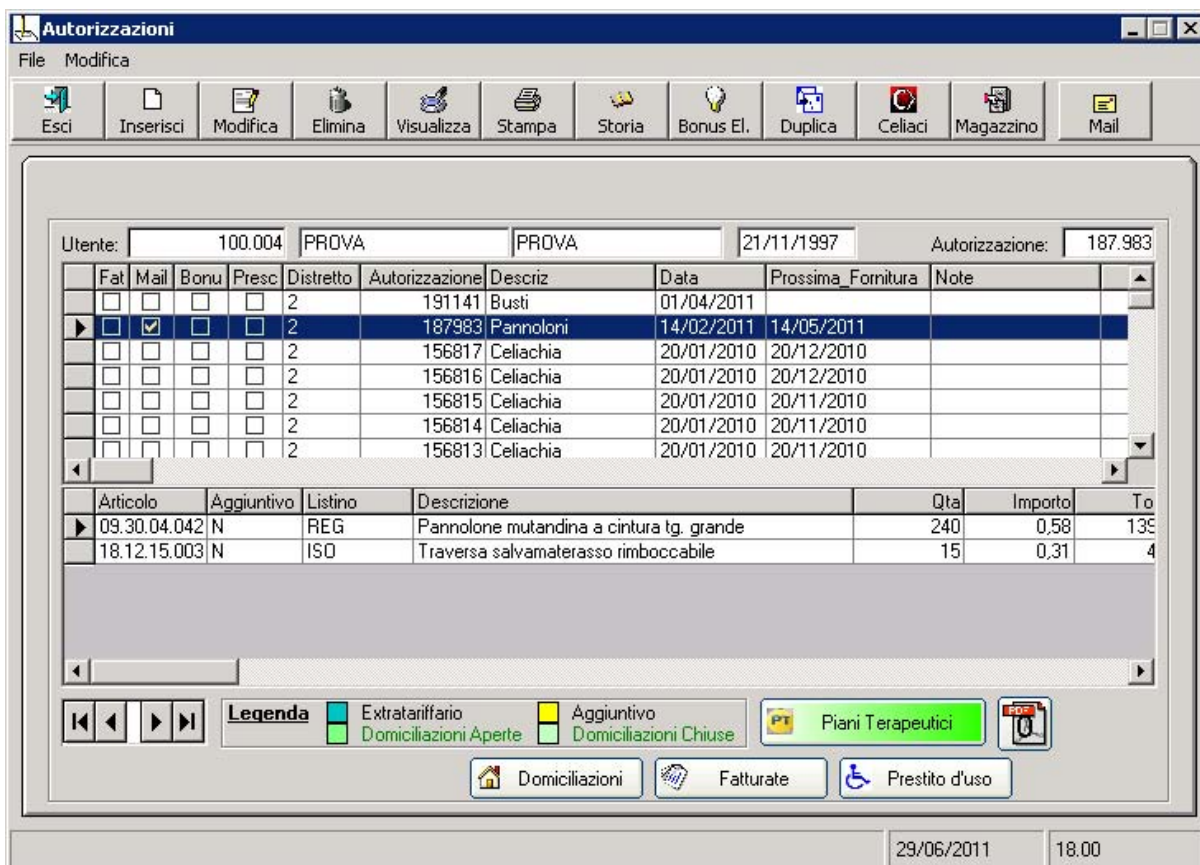 Autorizzazioni
File Modifica
Esci Inserisci Modifica Elimina Visualizza Stampa Storia Bonus El. Duplica Celiaci Magazzino Mail
Utente: 100.004 PROVA PROVA 21/11/1997 Autorizzazione: 187.983
Fat Mail Bonu Presc Distretto Autorizzazione Descriz Data Prossima_Fornitura Note
2 191141 Busti 01/04/2011
2 187983 Pannoloni 14/02/2011 14/05/2011
2 156817 Celiachia 20/01/2010 20/12/2010
2 156816 Celiachia 20/01/2010 20/12/2010
2 156815 Celiachia 20/01/2010 20/11/2010
2 156814 Celiachia 20/01/2010 20/11/2010
2 156813 Celiachia 20/01/2010 20/11/2010
Articolo Aggiuntivo Listino Descrizione Qta Importo To
09.30.04.042 N REG Pannolone mutandina a cintura tg. grande 240 0,58 139
18.12.15.003 N ISO Traversa salvamaterasso rimboccabile 15 0,31 4
Legenda Extratariffario Aggiuntivo PT Piani Terapeutici PDF
Domiciliazioni Aperte Domiciliazioni Chiuse
Domiciliazioni Fatturate Prestito d'uso
29/06/2011 18.00